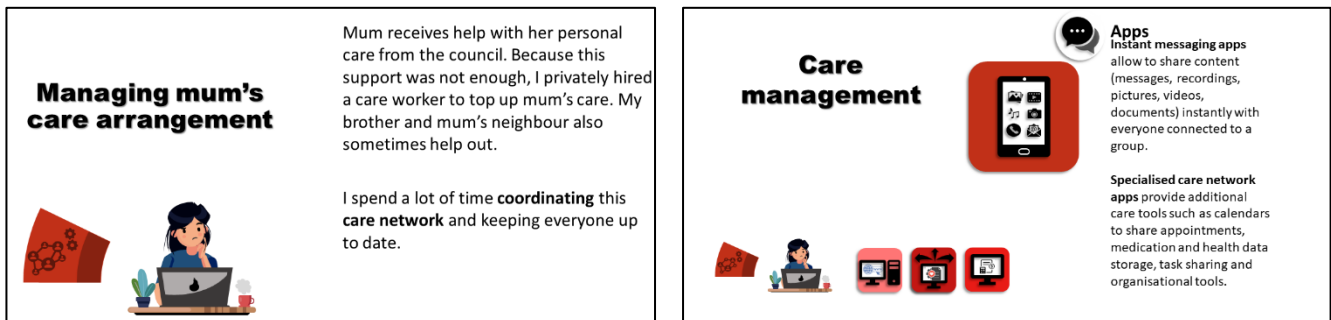 Managing mum's
care arrangement
Mum receives help with her personal
care from the council. Because this
support was not enough, I privately hired
a care worker to top up mum's care. My
brother and mum's neighbour also
sometimes help out.
I spend a lot of time coordinating this
care network and keeping everyone up
to date.
Care
management
Apps
Instant messaging apps
allow to share content
(messages, recordings,
pictures, videos,
documents) instantly with
everyone connected to a
group.
Specialised care network
apps provide additional
care tools such as calendars
to share appointments,
medication and health data
storage, task sharing and
organisational tools.